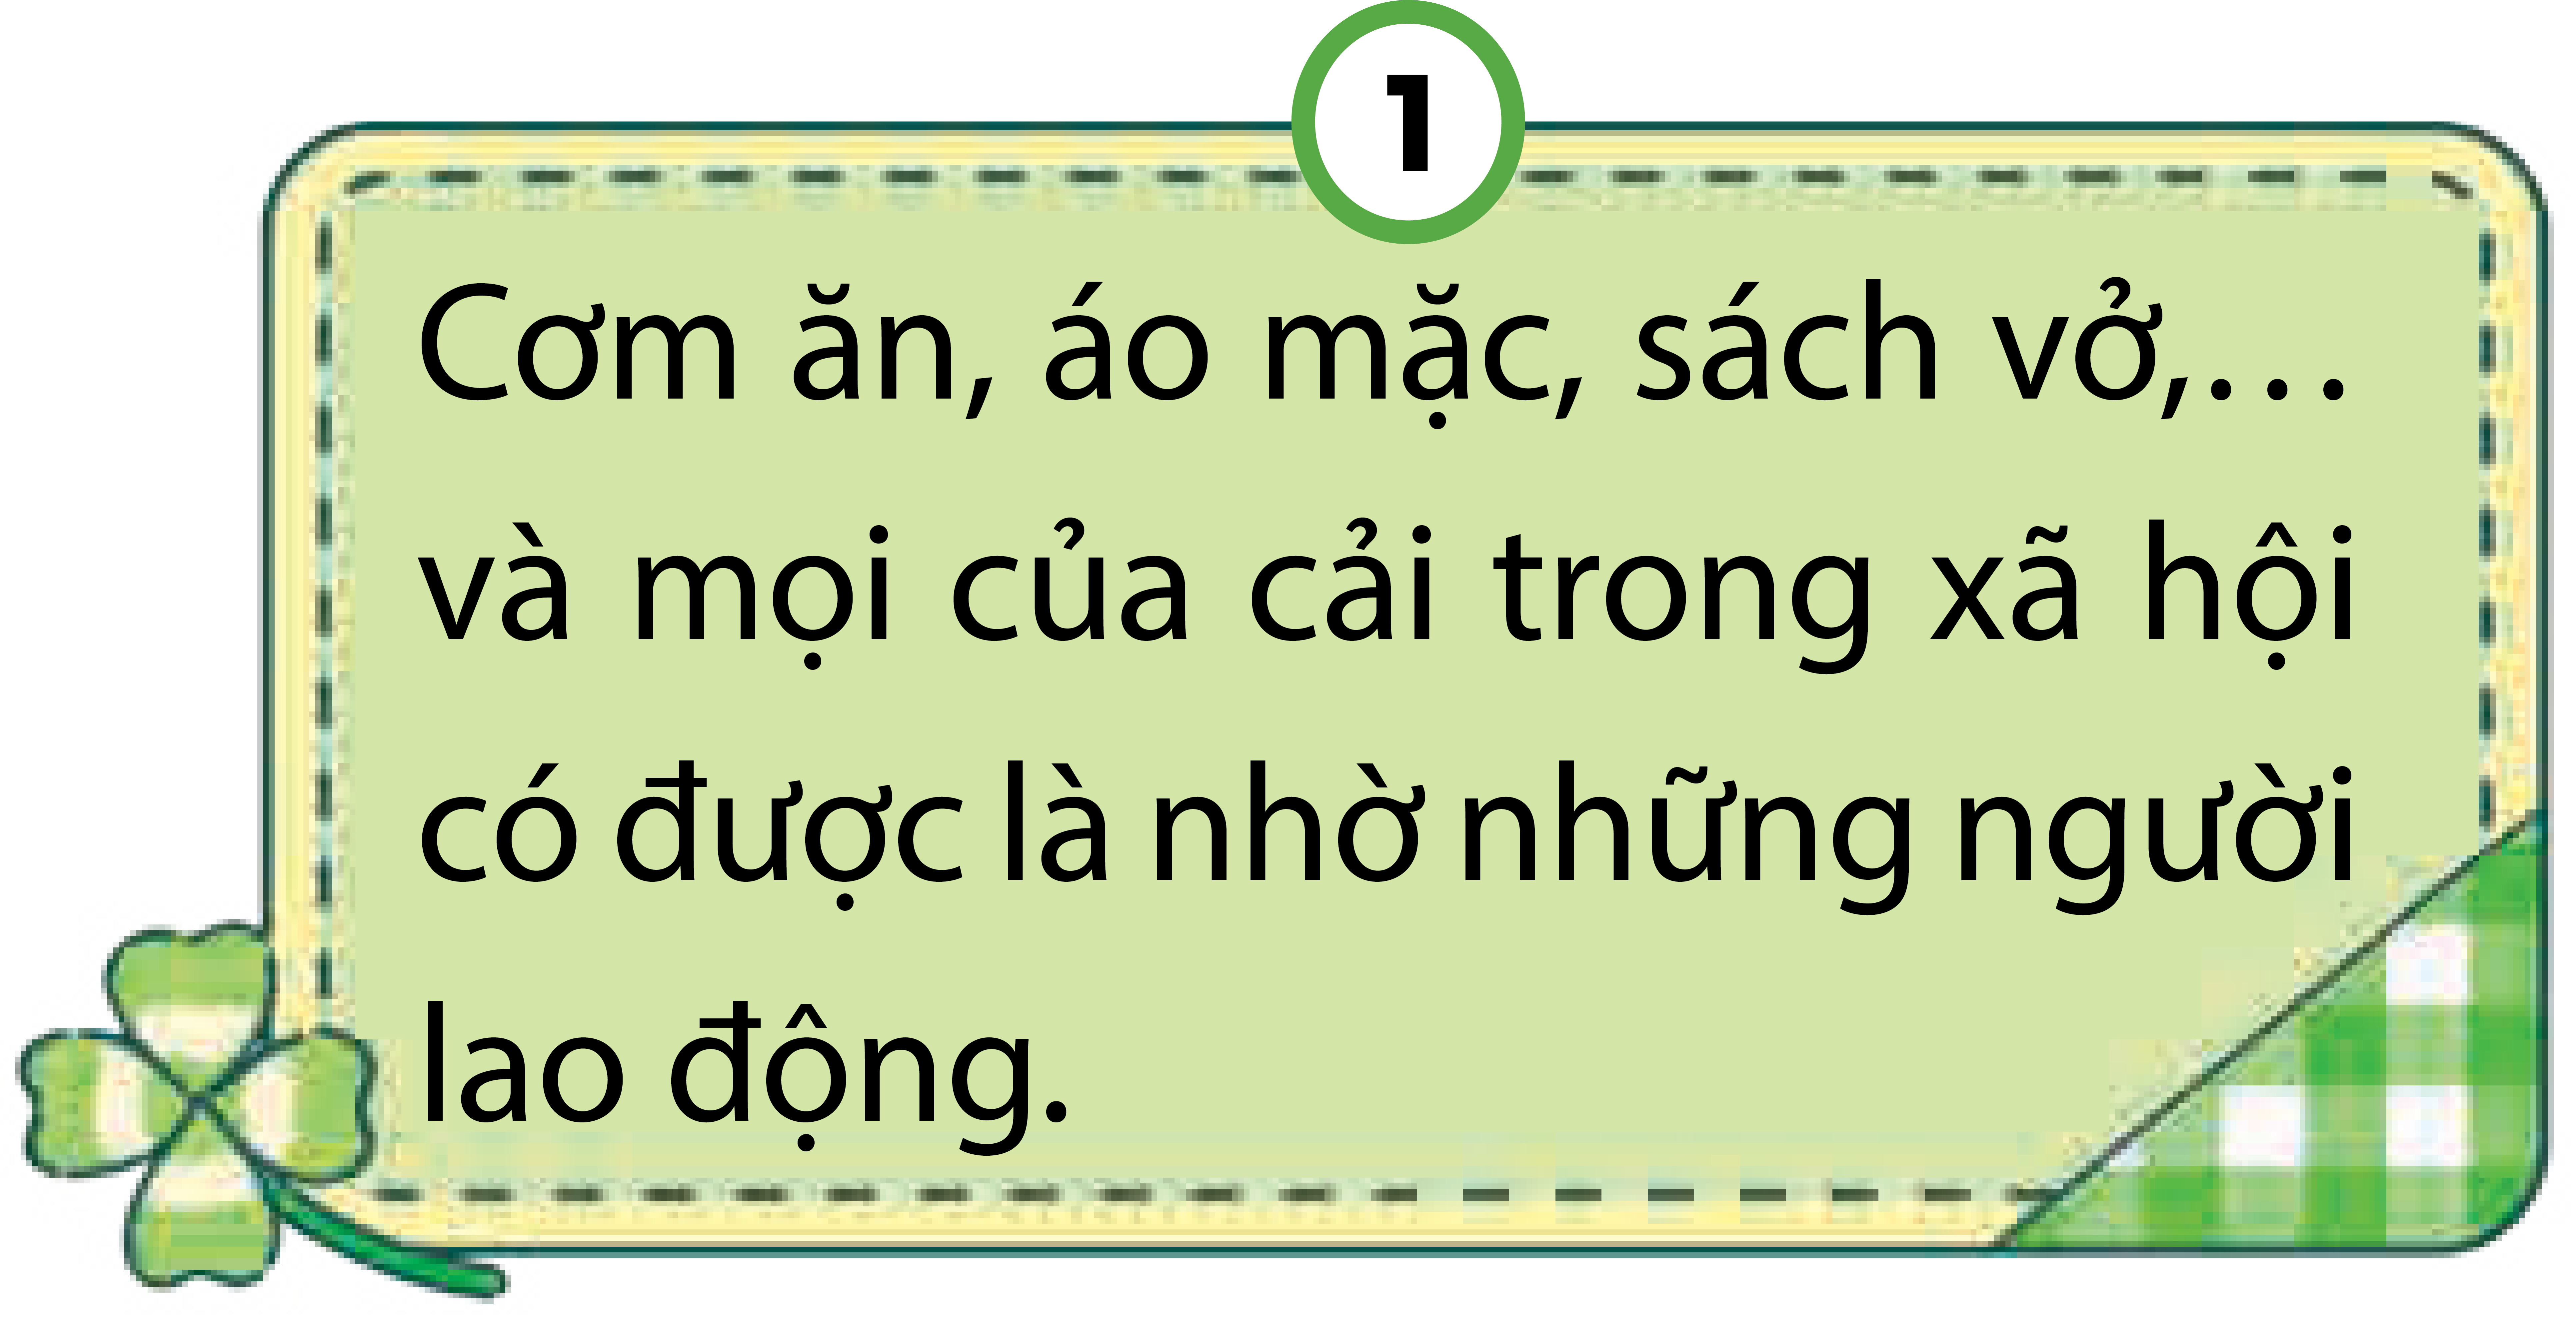 1
Cơm ăn, áo mặc, sách vở,...
và mọi của cải trong xã hội
có được là nhờ những người
lao động.